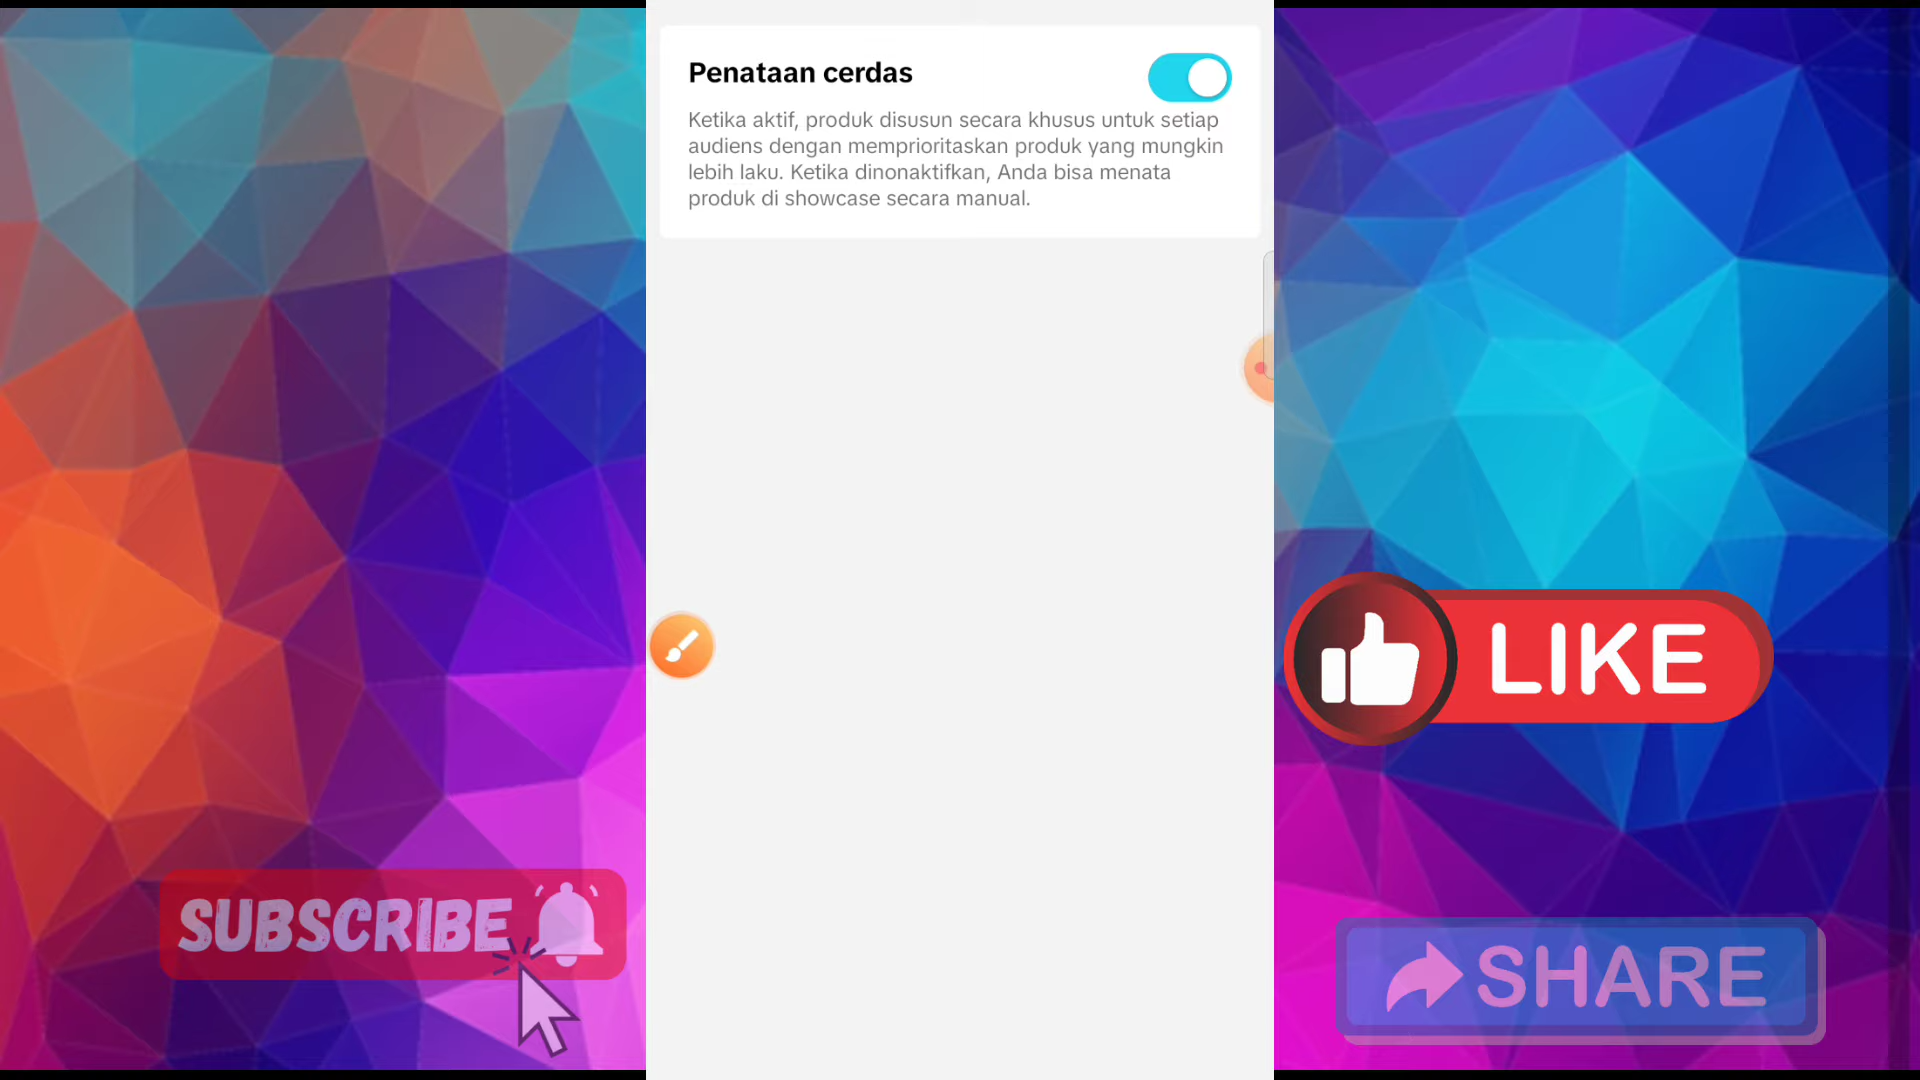 Penataan cerdas
Ketika aktif, produk disusun secara khusus untuk setiap
audiens dengan memprioritaskan produk yang mungkin
lebih laku. Ketika dinonaktifkan, Anda bisa menata
produk di showcase secara manual.
LIKE
SUBSCRIBE
SHARE